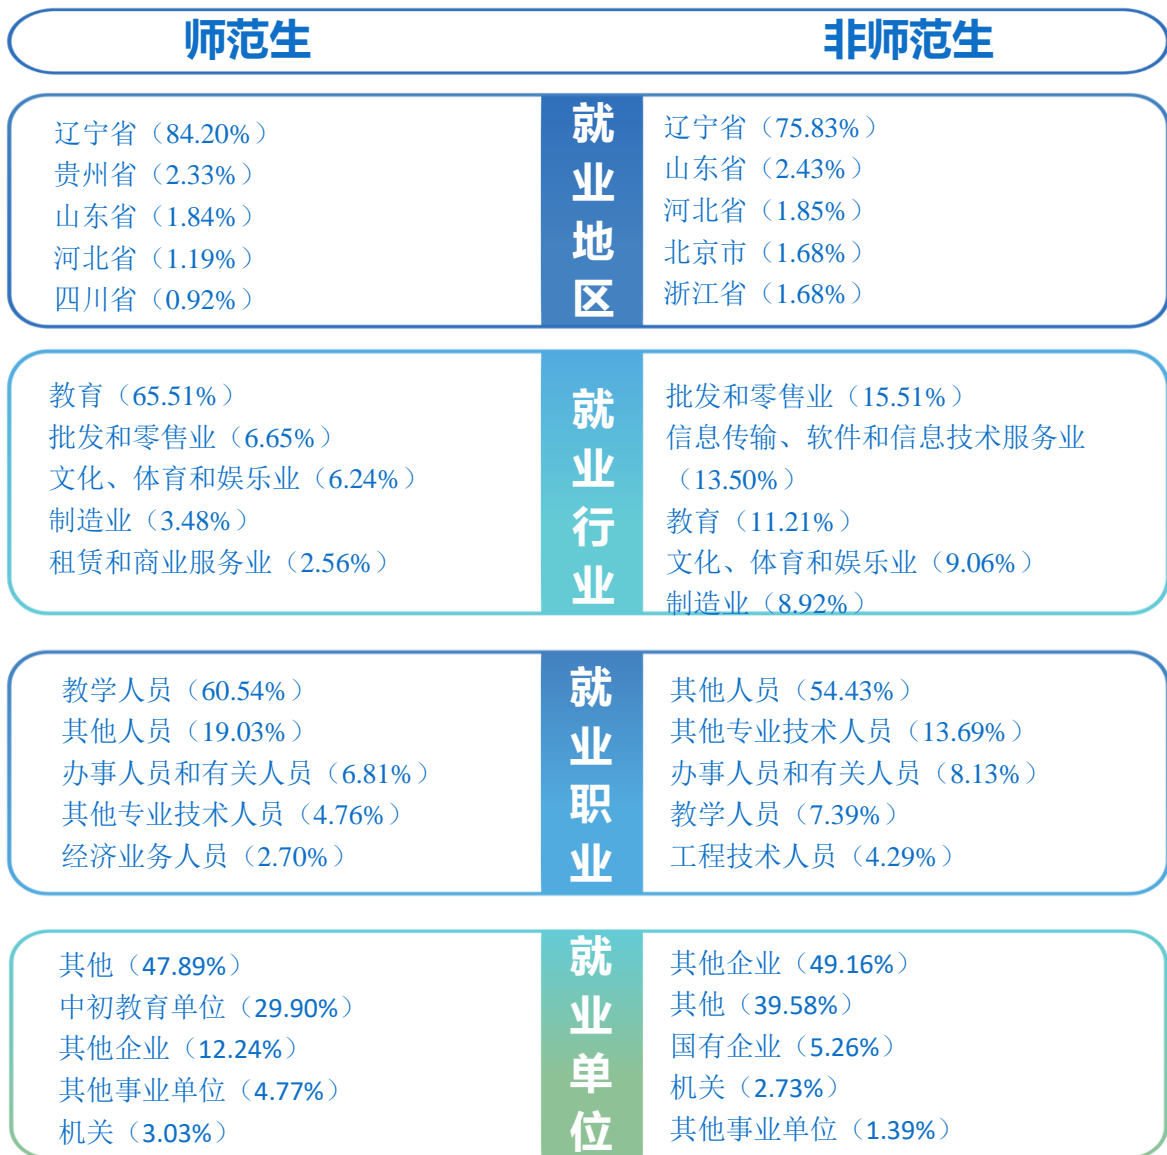 师范生
非师范生
就业地区
辽宁省（84.20%）
贵州省（2.33%）
山东省（1.84%）
河北省（1.19%）
四川省（0.92%）
辽宁省（75.83%）
山东省（2.43%）
河北省（1.85%）
北京市（1.68%）
浙江省（1.68%）
就业行业
教育（65.51%）
批发和零售业（6.65%）
文化、体育和娱乐业（6.24%）
制造业（3.48%）
租赁和商业服务业（2.56%）
批发和零售业（15.51%）
信息传输、软件和信息技术服务业
（13.50%）
教育（11.21%）
文化、体育和娱乐业（9.06%）
制造业（8.92%）
就业职业
教学人员（60.54%）
其他人员（19.03%）
办事人员和有关人员（6.81%）
其他专业技术人员（4.76%）
经济业务人员（2.70%）
其他人员（54.43%）
其他专业技术人员（13.69%）
办事人员和有关人员（8.13%）
教学人员（7.39%）
工程技术人员（4.29%）
就业单位
其他（47.89%）
中初教育单位（29.90%）
其他企业（12.24%）
其他事业单位（4.77%）
机关（3.03%）
其他企业（49.16%）
其他（39.58%）
国有企业（5.26%）
机关（2.73%）
其他事业单位（1.39%）